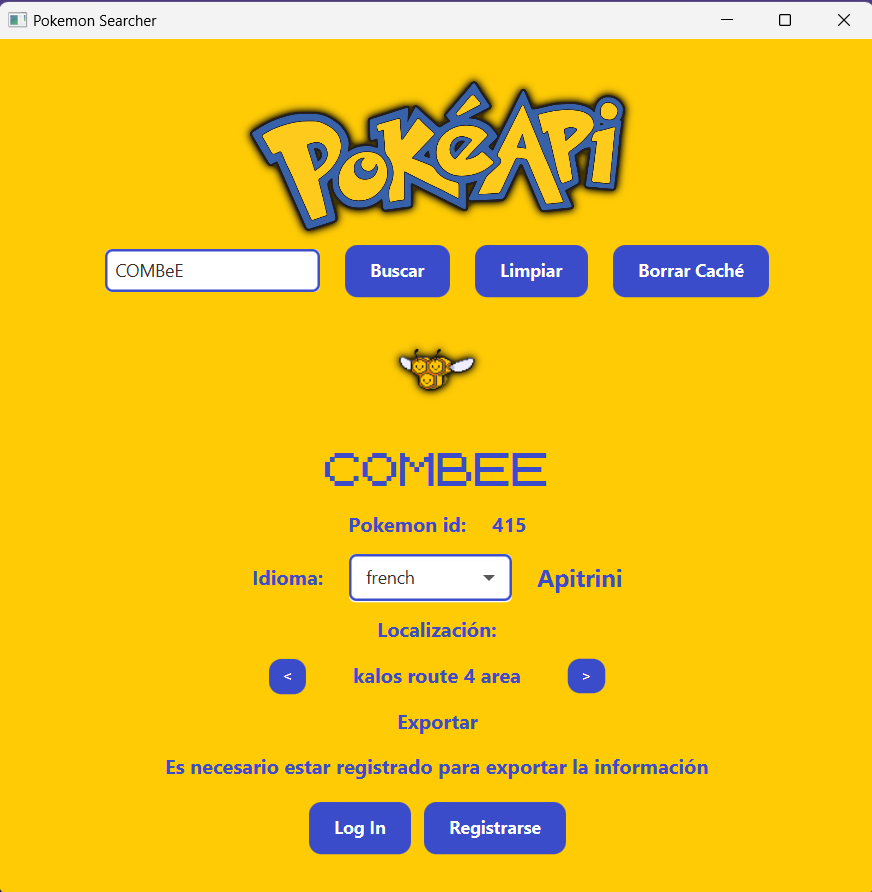 Pokemon Searcher
PokéApi
COMBeE Buscar Limpiar Borrar Caché
COMBEE
Pokemon id: 415
Idioma: french Apitrini
Localización:
< kalos route 4 area >
Exportar
Es necesario estar registrado para exportar la información
Log In Registrarse